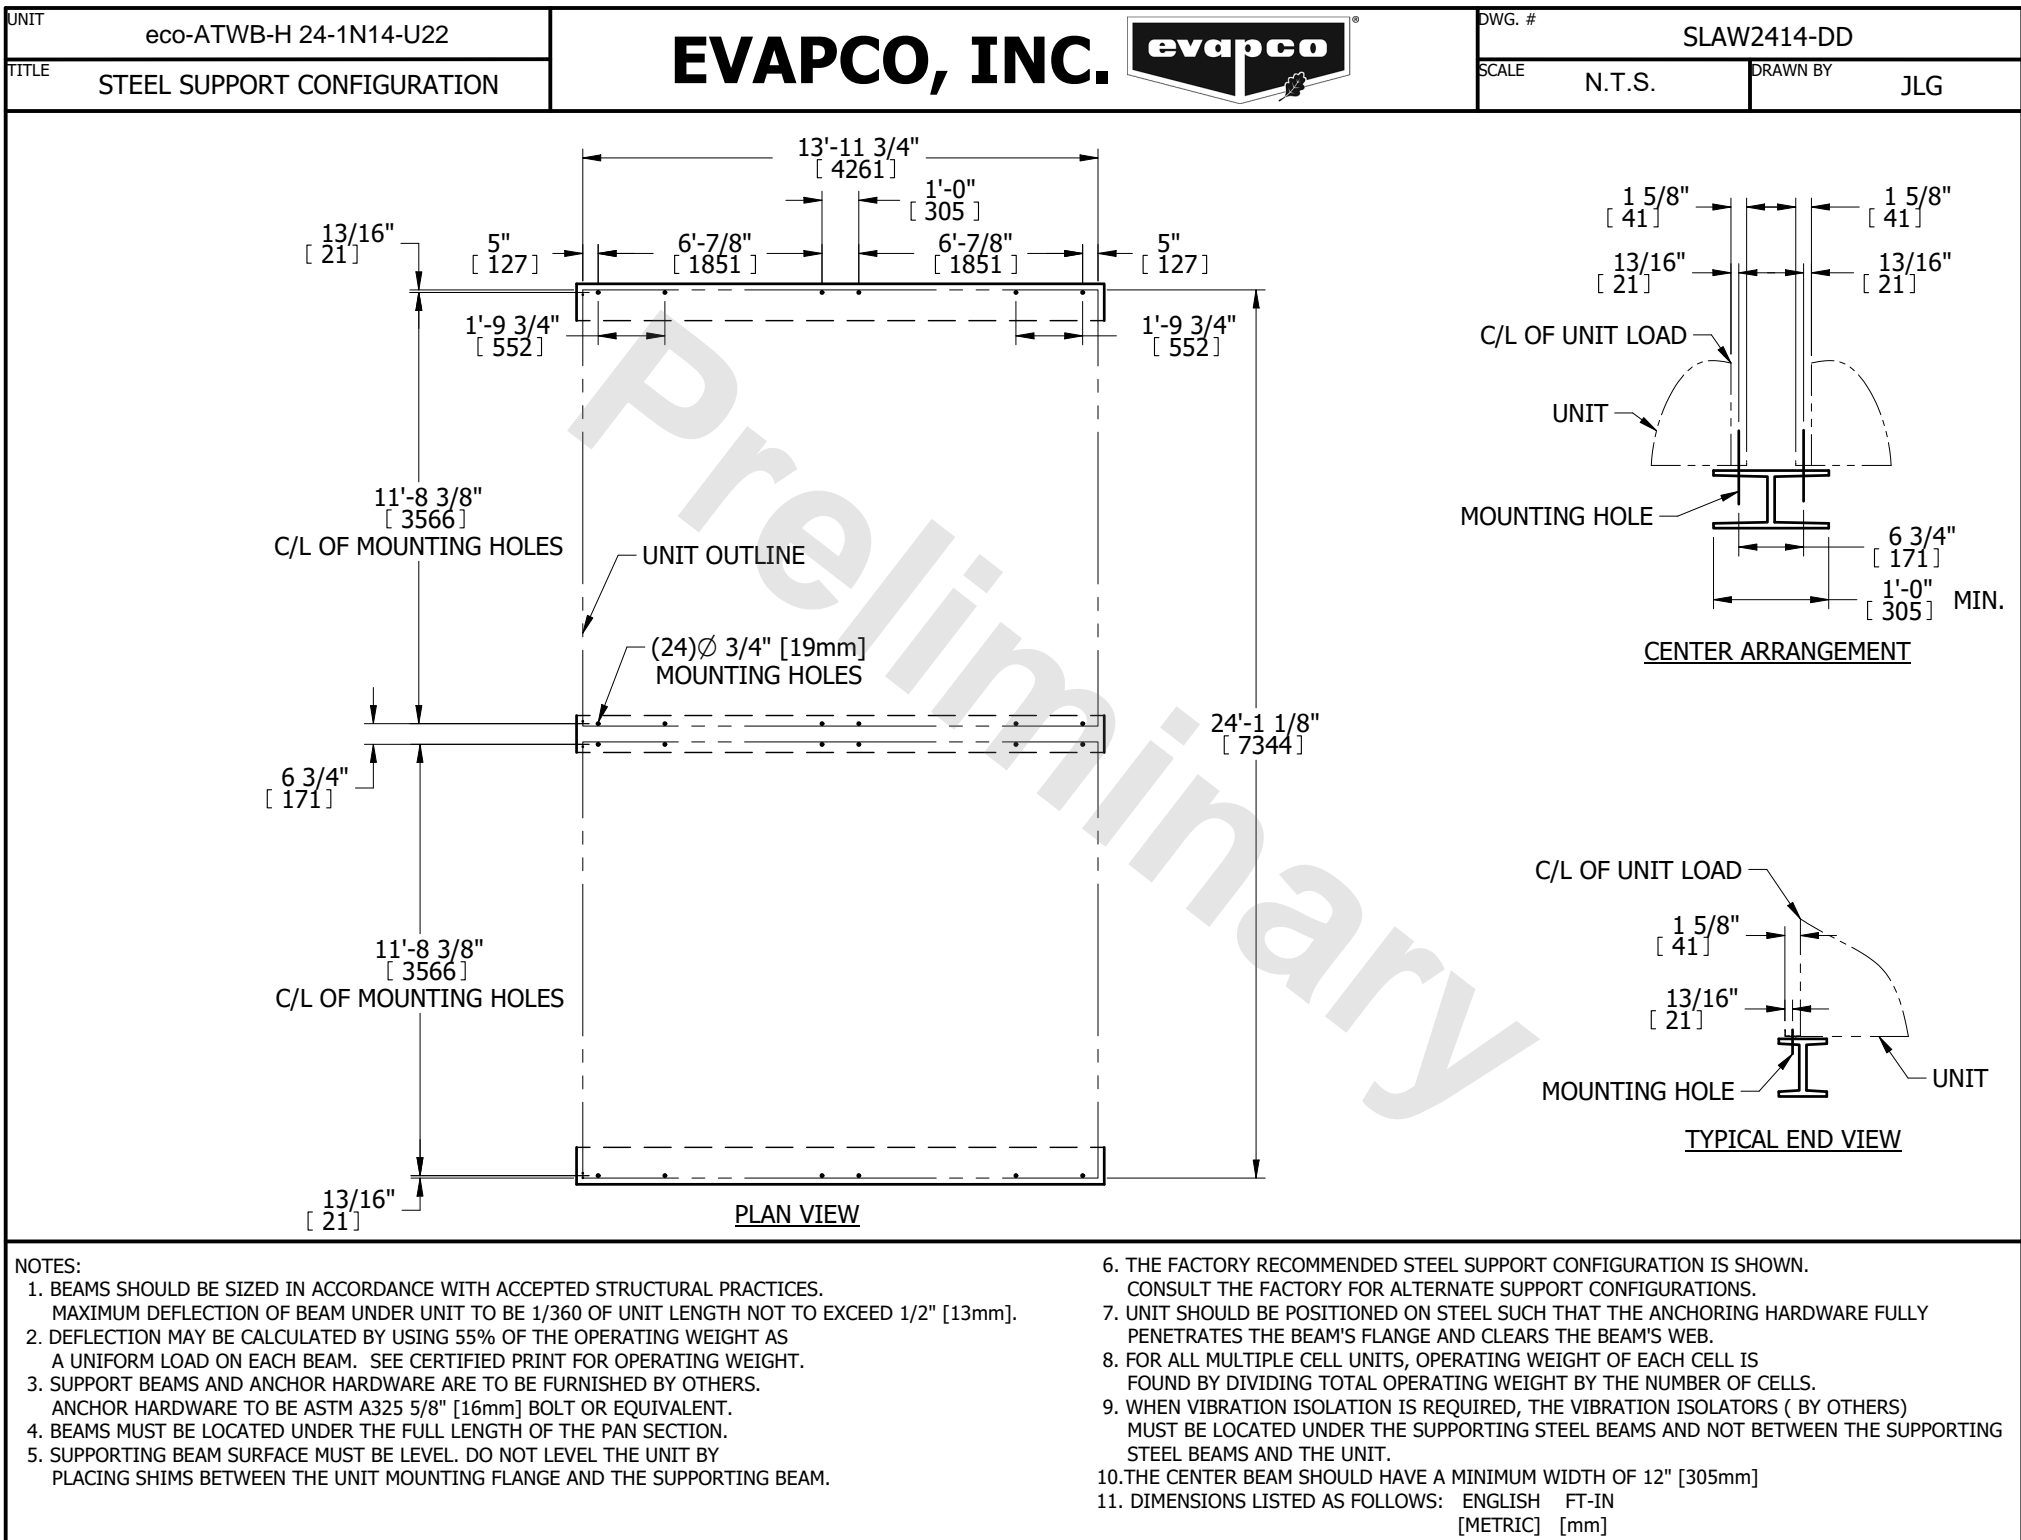 UNIT
eco-ATWB-H 24-1N14-U22
TITLE
STEEL SUPPORT CONFIGURATION
EVAPCO, INC.
evapco
®
DWG. #
SLAW2414-DD
SCALE
N.T.S.
DRAWN BY
JLG
13'-11 3/4"
[ 4261 ]
1'-0"
[ 305 ]
13/16"
[ 21 ]
5"
[ 127 ]
6'-7/8"
[ 1851 ]
6'-7/8"
[ 1851 ]
5"
[ 127 ]
1'-9 3/4"
[ 552 ]
1'-9 3/4"
[ 552 ]
11'-8 3/8"
[ 3566 ]
C/L OF MOUNTING HOLES
UNIT OUTLINE
(24)Ø 3/4" [19mm]
MOUNTING HOLES
6 3/4"
[ 171 ]
24'-1 1/8"
[ 7344 ]
11'-8 3/8"
[ 3566 ]
C/L OF MOUNTING HOLES
13/16"
[ 21 ]
PLAN VIEW
Preliminary
1 5/8"
[ 41 ]
1 5/8"
[ 41 ]
13/16"
[ 21 ]
13/16"
[ 21 ]
C/L OF UNIT LOAD
UNIT
MOUNTING HOLE
6 3/4"
[ 171 ]
1'-0"
[ 305 ] MIN.
CENTER ARRANGEMENT
C/L OF UNIT LOAD
1 5/8"
[ 41 ]
13/16"
[ 21 ]
MOUNTING HOLE
UNIT
TYPICAL END VIEW
NOTES:
1. BEAMS SHOULD BE SIZED IN ACCORDANCE WITH ACCEPTED STRUCTURAL PRACTICES.
MAXIMUM DEFLECTION OF BEAM UNDER UNIT TO BE 1/360 OF UNIT LENGTH NOT TO EXCEED 1/2" [13mm].
2. DEFLECTION MAY BE CALCULATED BY USING 55% OF THE OPERATING WEIGHT AS
A UNIFORM LOAD ON EACH BEAM. SEE CERTIFIED PRINT FOR OPERATING WEIGHT.
3. SUPPORT BEAMS AND ANCHOR HARDWARE ARE TO BE FURNISHED BY OTHERS.
ANCHOR HARDWARE TO BE ASTM A325 5/8" [16mm] BOLT OR EQUIVALENT.
4. BEAMS MUST BE LOCATED UNDER THE FULL LENGTH OF THE PAN SECTION.
5. SUPPORTING BEAM SURFACE MUST BE LEVEL. DO NOT LEVEL THE UNIT BY
PLACING SHIMS BETWEEN THE UNIT MOUNTING FLANGE AND THE SUPPORTING BEAM.
6. THE FACTORY RECOMMENDED STEEL SUPPORT CONFIGURATION IS SHOWN.
CONSULT THE FACTORY FOR ALTERNATE SUPPORT CONFIGURATIONS.
7. UNIT SHOULD BE POSITIONED ON STEEL SUCH THAT THE ANCHORING HARDWARE FULLY
PENETRATES THE BEAM'S FLANGE AND CLEARS THE BEAM'S WEB.
8. FOR ALL MULTIPLE CELL UNITS, OPERATING WEIGHT OF EACH CELL IS
FOUND BY DIVIDING TOTAL OPERATING WEIGHT BY THE NUMBER OF CELLS.
9. WHEN VIBRATION ISOLATION IS REQUIRED, THE VIBRATION ISOLATORS ( BY OTHERS)
MUST BE LOCATED UNDER THE SUPPORTING STEEL BEAMS AND NOT BETWEEN THE SUPPORTING
STEEL BEAMS AND THE UNIT.
10.THE CENTER BEAM SHOULD HAVE A MINIMUM WIDTH OF 12" [305mm]
11. DIMENSIONS LISTED AS FOLLOWS: ENGLISH FT-IN
[METRIC] [mm]